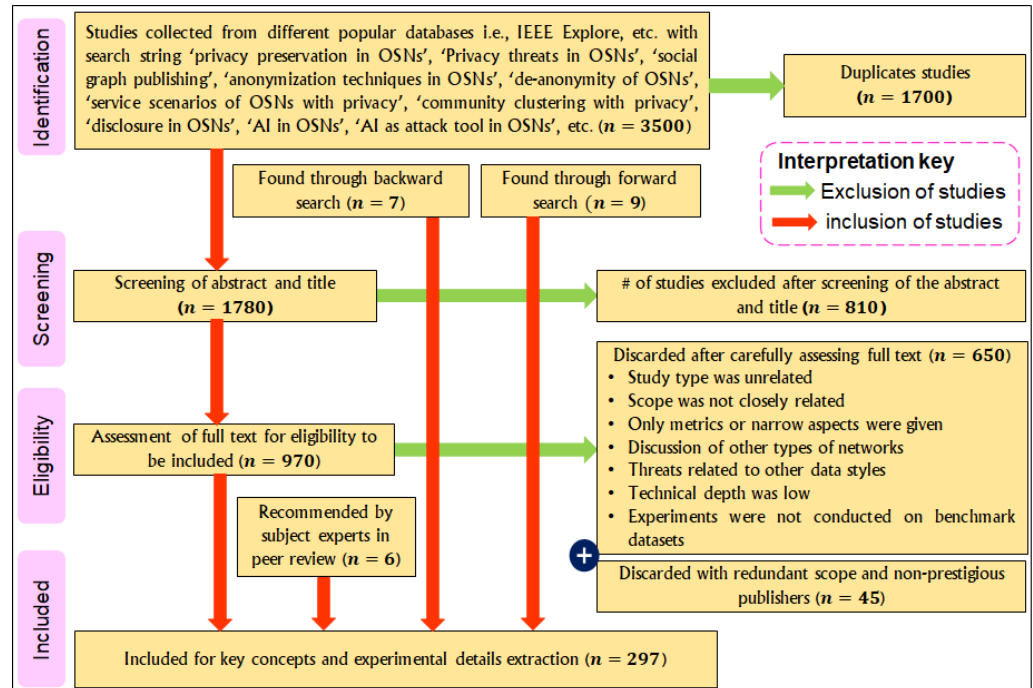 Identification
Studies collected from different popular databases i.e., IEEE Explore, etc. with
search string ‘privacy preservation in OSNs’, ‘Privacy threats in OSNs’, ‘social
graph publishing’, ‘anonymization techniques in OSNs’, ‘de-anonymity of OSNs’,
‘service scenarios of OSNs with privacy’, ‘community clustering with privacy’,
‘disclosure in OSNs’, ‘AI in OSNs’, ‘AI as attack tool in OSNs’, etc. (n = 3500)
Duplicates studies
(n = 1700)
Interpretation key
Exclusion of studies
inclusion of studies
Found through backward
search (n = 7)
Found through forward
search (n = 9)
Screening
Screening of abstract and title
(n = 1780)
# of studies excluded after screening of the abstract
and title (n = 810)
Eligibility
Assessment of full text for eligibility to
be included (n = 970)
Discarded after carefully assessing full text (n = 650)
• Study type was unrelated
• Scope was not closely related
• Only metrics or narrow aspects were given
• Discussion of other types of networks
• Threats related to other data styles
• Technical depth was low
• Experiments were not conducted on benchmark
datasets
+
Discarded with redundant scope and non-prestigious
publishers (n = 45)
Recommended by
subject experts in
peer review (n = 6)
Included
Included for key concepts and experimental details extraction (n = 297)